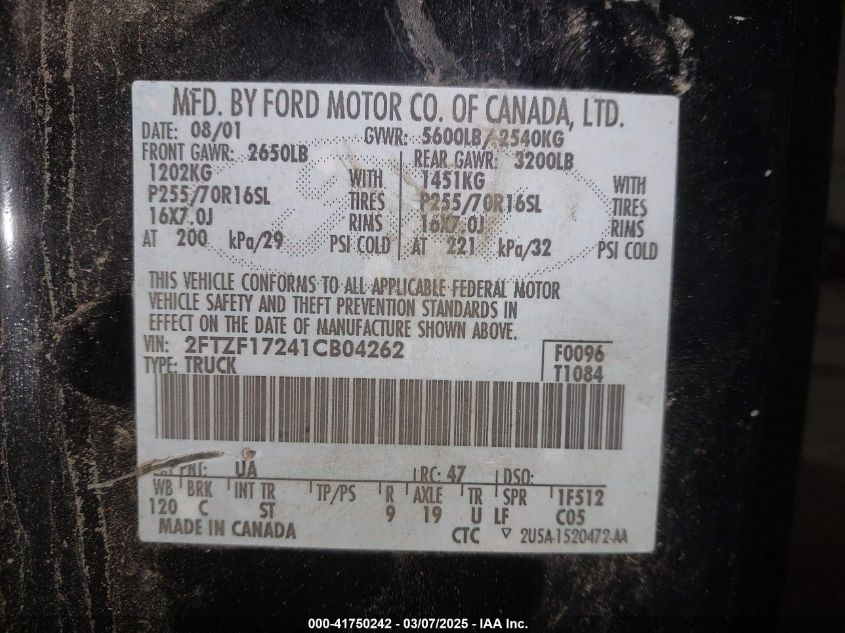 MFD. BY FORD MOTOR CO. OF CANADA, LTD.
DATE: 08/01 GVWR: 5600LB/ 2540KG
FRONT GAWR: 2650LB REAR GAWR: 3200LB
1202KG WITH 1451KG WITH
P255/70R16SL TIRES P255/70R16SL TIRES
16X7.0J RIMS 16X7.0J RIMS
AT 200 kPa/29 PSI COLD AT 221 kPa/32 PSI COLD
THIS VEHICLE CONFORMS TO ALL APPLICABLE FEDERAL MOTOR
VEHICLE SAFETY AND THEFT PREVENTION STANDARDS IN
EFFECT ON THE DATE OF MANUFACTURE SHOWN ABOVE.
VIN: 2FTZF17241CB04262 F0096
TYPE: TRUCK T1084
UA RC: 47 DSO:
WB BRK INT TR TP/PS R AXLE TR SPR 1F512
120 C ST 9 19 U LF C05
MADE IN CANADA CTC ▽ 2USA-1520472-AA
000-41750242 - 03/07/2025 - IAA Inc.